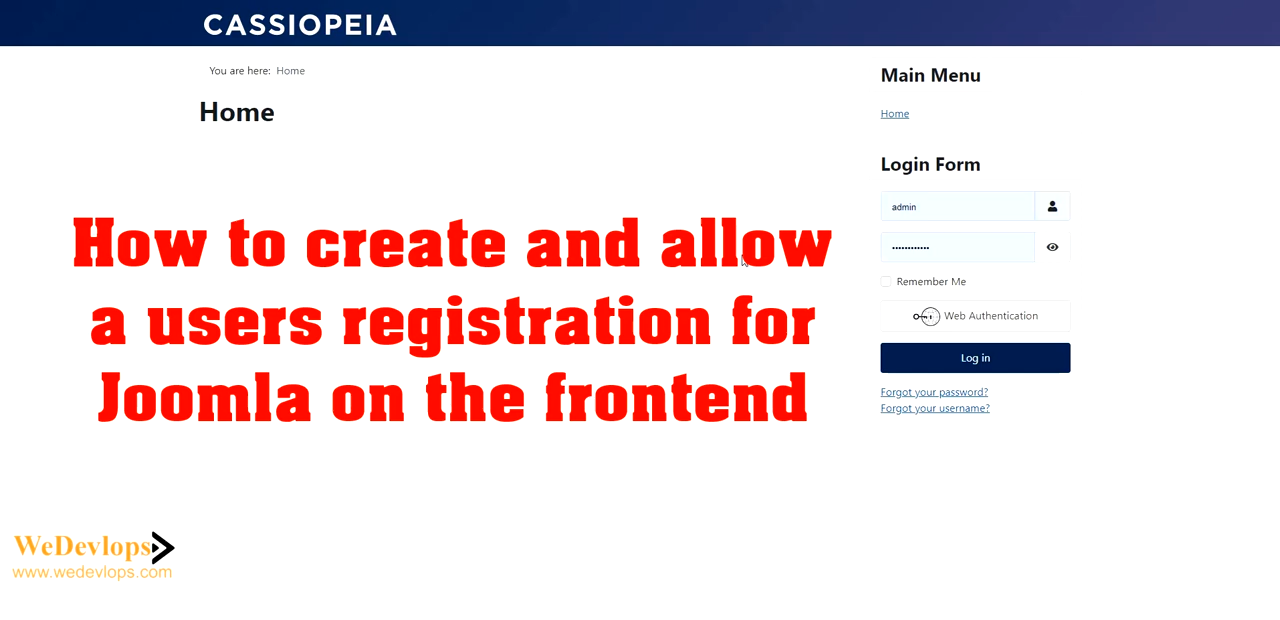 CASSIOPEIA
You are here: Home
Home
Main Menu
Home
Login Form
admin
••••••••••••
Remember Me
Web Authentication
Log in
Forgot your password?
Forgot your username?
How to create and allow
a users registration for
Joomla on the frontend
WeDevlops
www.wedevlops.com